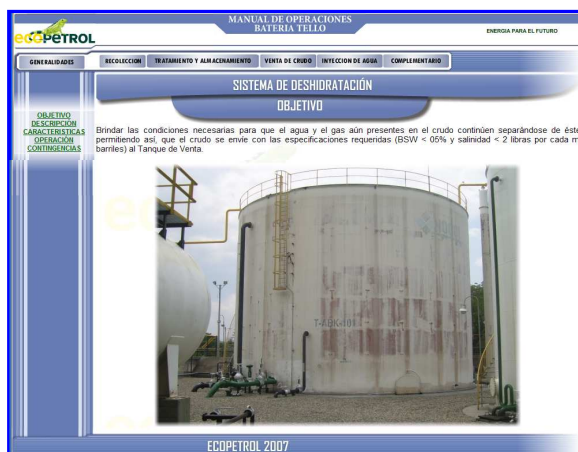 MANUAL DE OPERACIONES
BATERIA TELLO
ecoPETROL
ENERGIA PARA EL FUTURO
GENERALIDADES
RECOLECCION
TRATAMIENTO Y ALMACENAMIENTO
VENTA DE CRUDO
INYECCION DE AGUA
COMPLEMENTARIO
SISTEMA DE DESHIDRATACIÓN
OBJETIVO
OBJETIVO
DESCRIPCIÓN
CARACTERISTICAS
OPERACIÓN
CONTINGENCIAS
Brindar las condiciones necesarias para que el agua y el gas aún presentes en el crudo continúen separándose de éste
permitiendo así, que el crudo se envíe con las especificaciones requeridas (BSW < 05% y salinidad < 2 libras por cada m
barriles) al Tanque de Venta.
ECOPETROL 2007